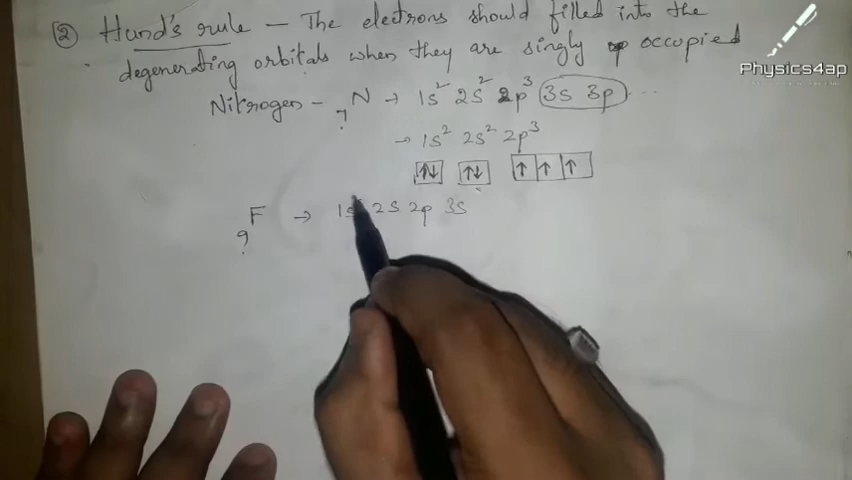 ② Hund's rule - The electrons should filled into the
degenerating orbitals when they are singly occupied
Physics4ap
Nitrogen - ₇N → 1s² 2s² 2p³ 3s 3p ...
→ 1s² 2s² 2p³
↑↓ ↑↓ ↑ ↑ ↑
₉F → 1s 2s 2p 3s